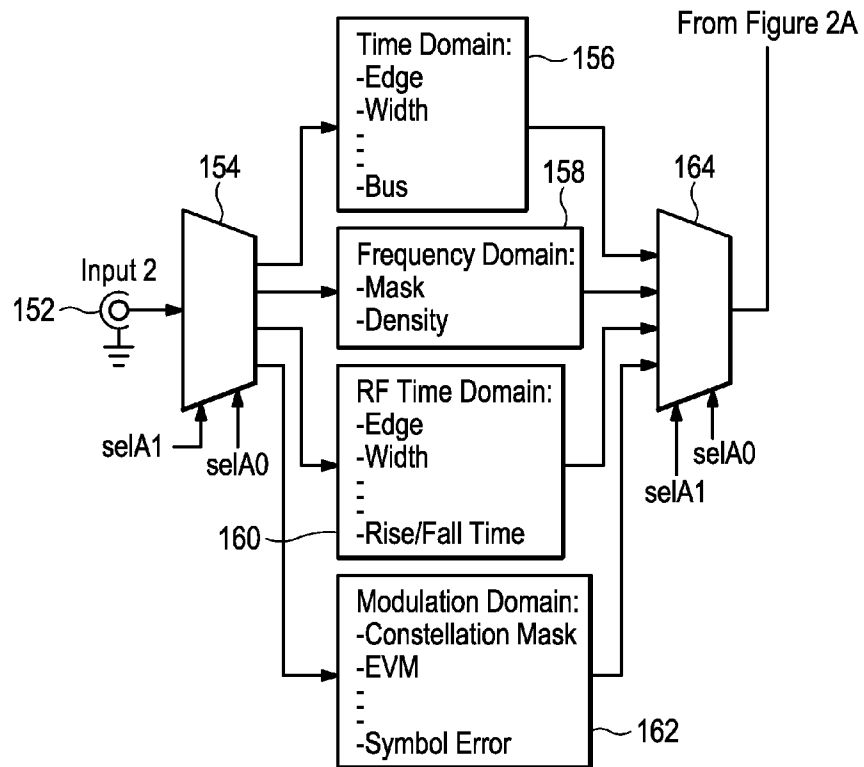 From Figure 2A
Time Domain:
-Edge
-Width
-
-
-
-Bus
156
154
158
164
Input 2
152
Frequency Domain:
-Mask
-Density
RF Time Domain:
-Edge
-Width
-
-
-
-Rise/Fall Time
160
selA1
selA0
selA1
selA0
Modulation Domain:
-Constellation Mask
-EVM
-
-
-
-Symbol Error
162